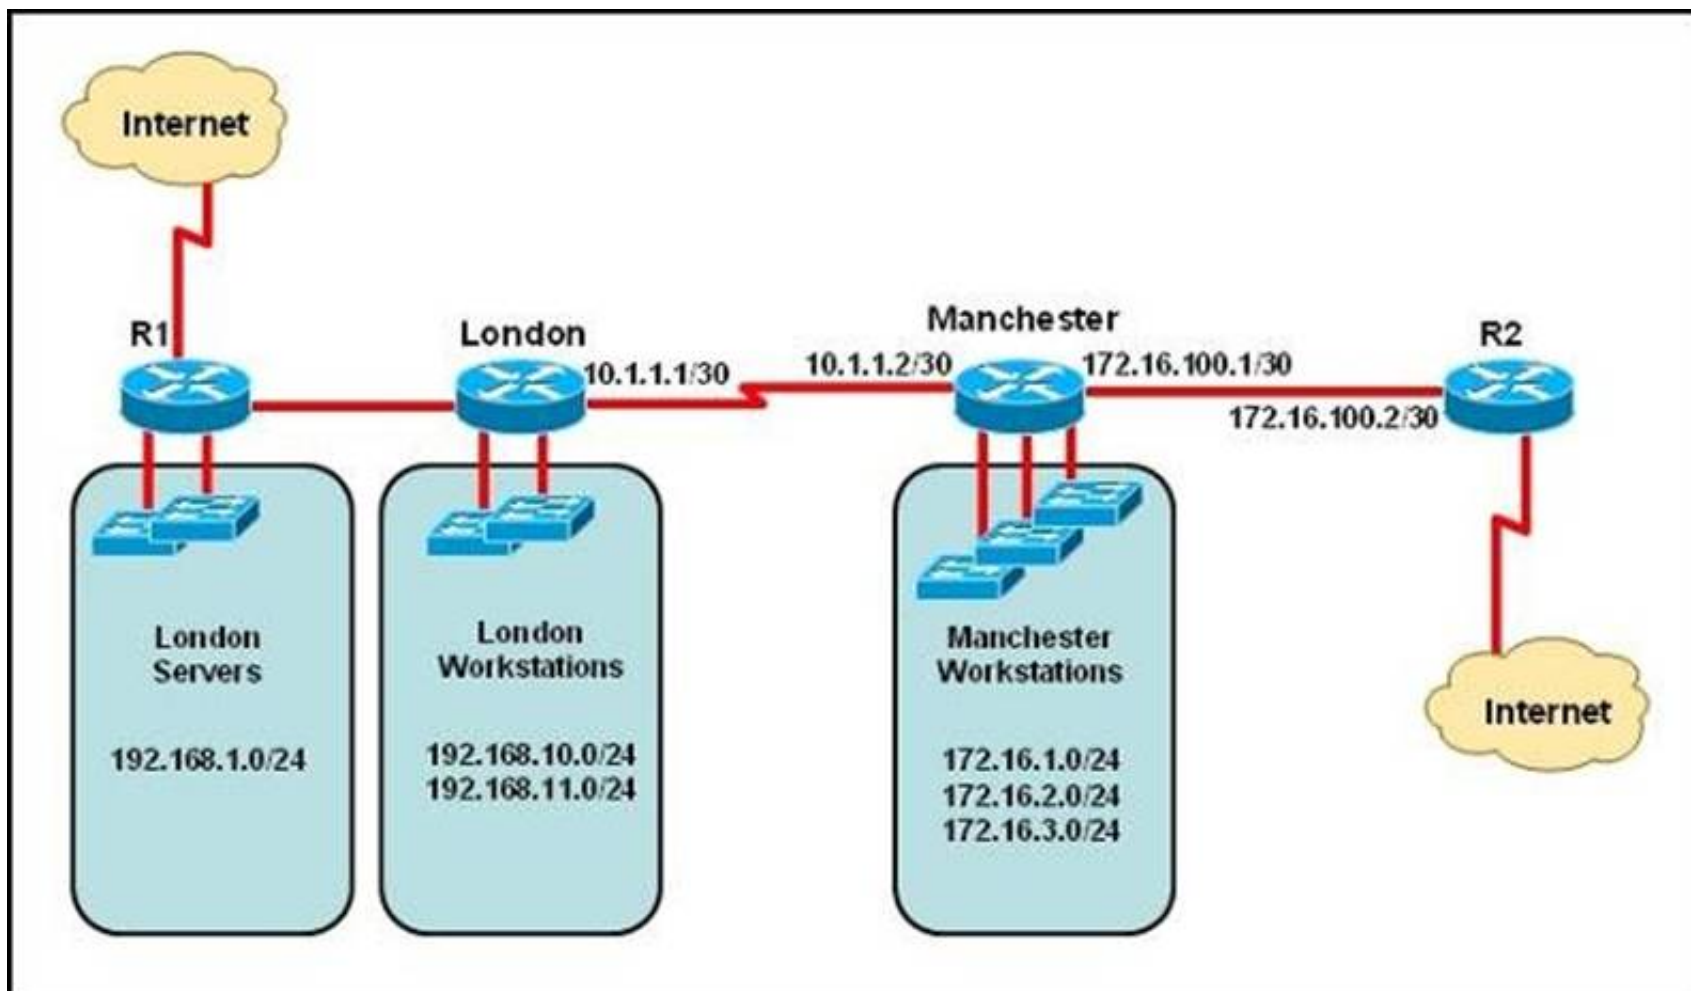 Internet
R1
London
Manchester
R2
10.1.1.1/30
10.1.1.2/30
172.16.100.1/30
172.16.100.2/30
London
Servers
192.168.1.0/24
London
Workstations
192.168.10.0/24
192.168.11.0/24
Manchester
Workstations
172.16.1.0/24
172.16.2.0/24
172.16.3.0/24
Internet